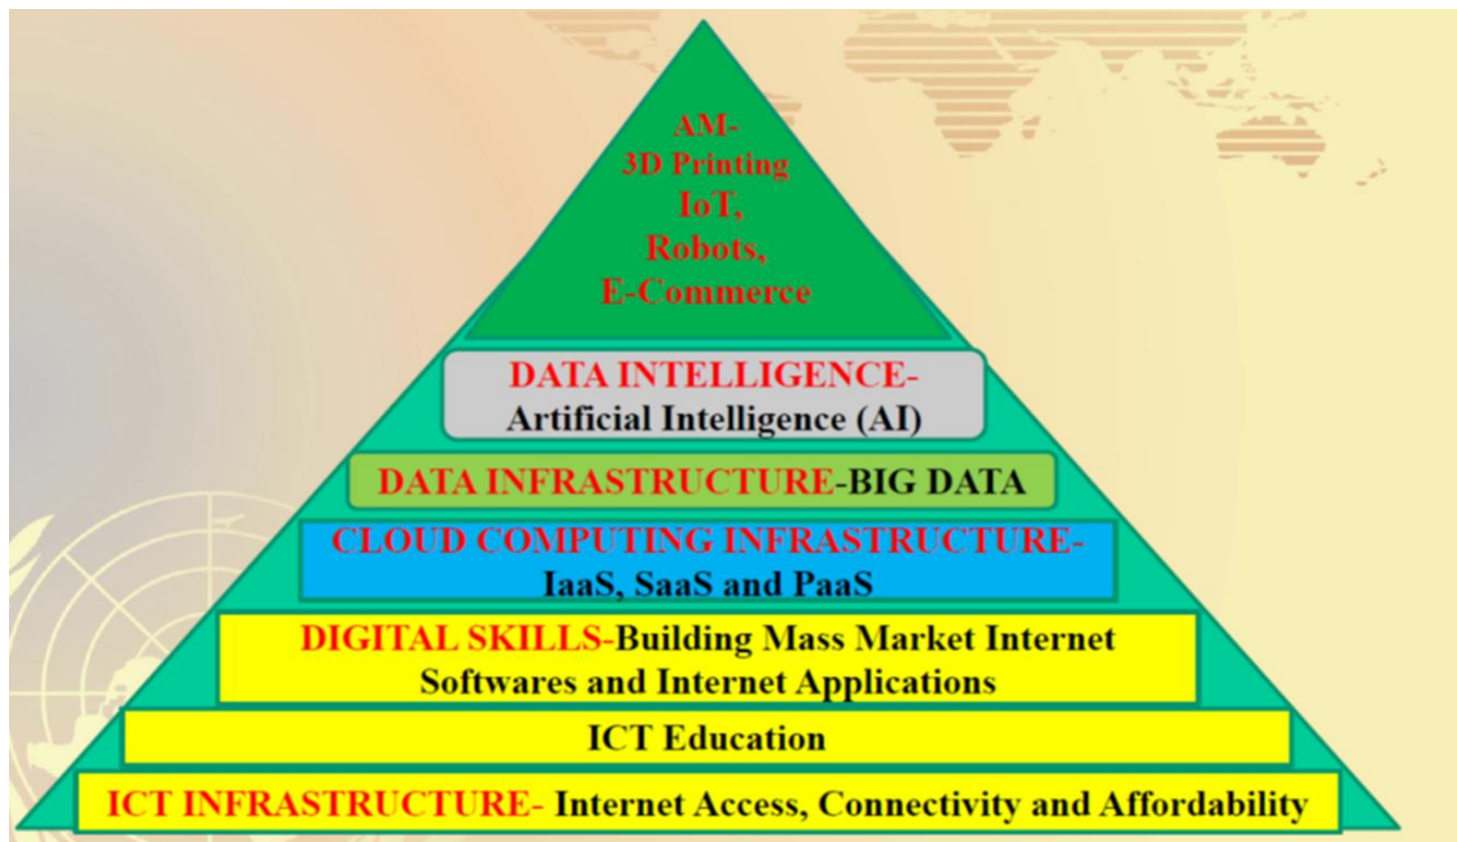 AM-
3D Printing
IoT,
Robots,
E-Commerce
DATA INTELLIGENCE-
Artificial Intelligence (AI)
DATA INFRASTRUCTURE-BIG DATA
CLOUD COMPUTING INFRASTRUCTURE-
IaaS, SaaS and PaaS
DIGITAL SKILLS-Building Mass Market Internet
Softwares and Internet Applications
ICT Education
ICT INFRASTRUCTURE- Internet Access, Connectivity and Affordability